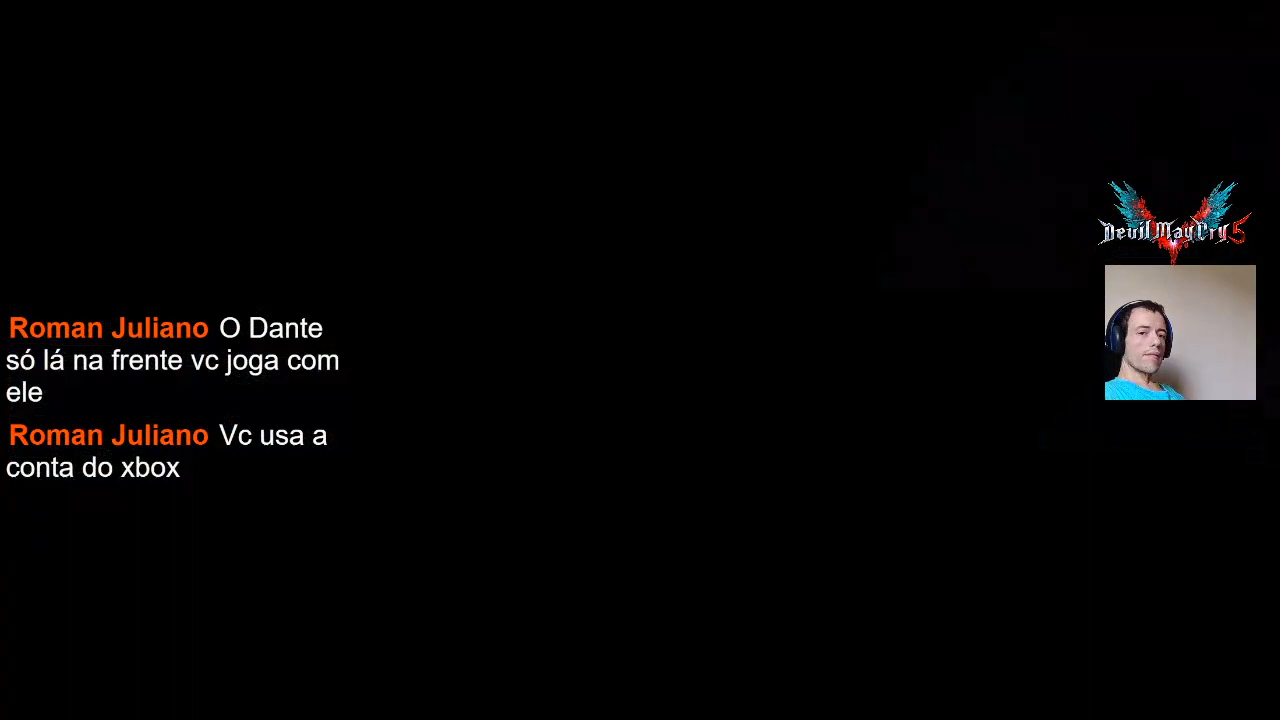 Devil May Cry 5
Roman Juliano O Dante
só lá na frente vc joga com
ele
Roman Juliano Vc usa a
conta do xbox